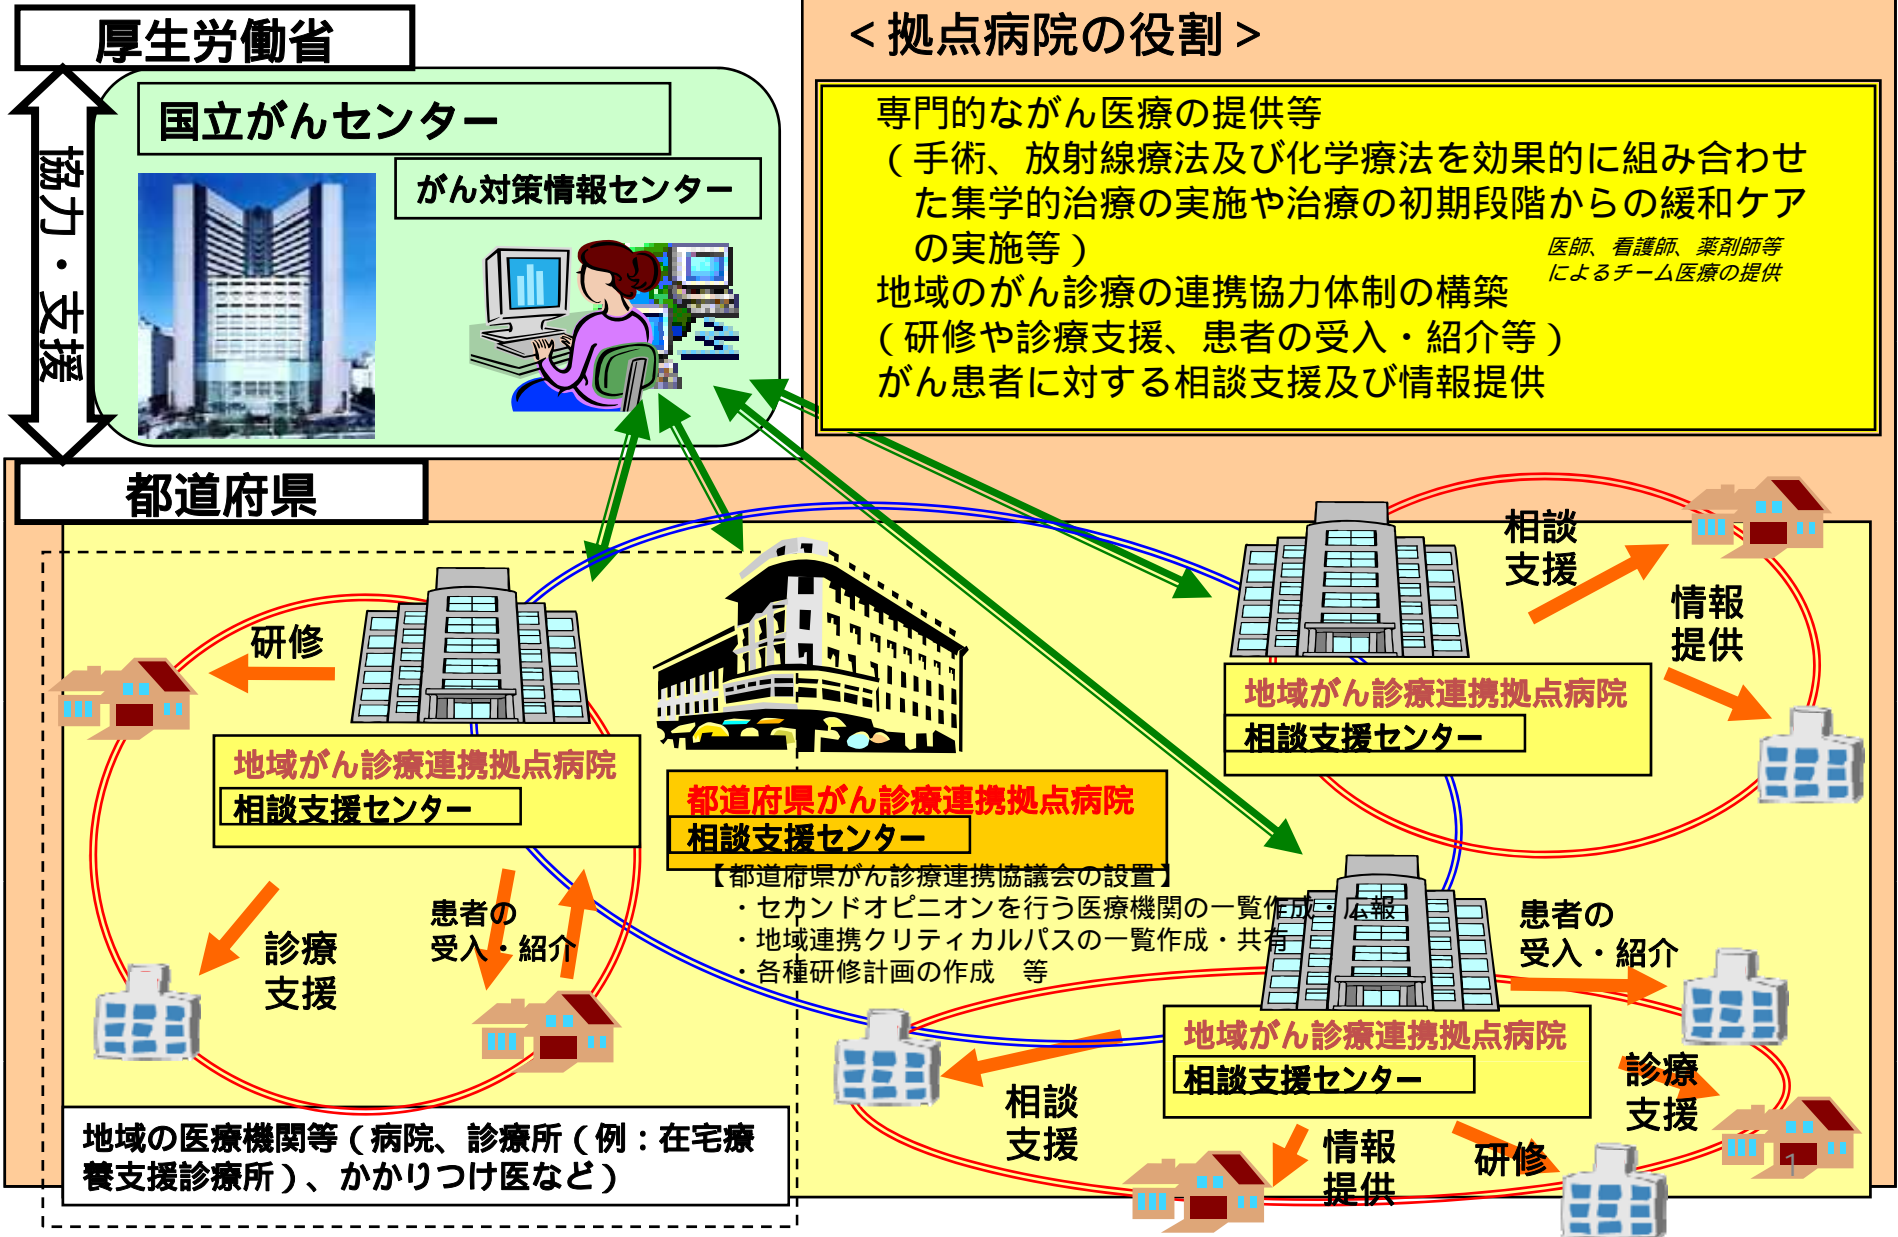 厚生労働省
国立がんセンター
がん対策情報センター
協力・支援
都道府県
＜拠点病院の役割＞
専門的ながん医療の提供等
（手術、放射線療法及び化学療法を効果的に組み合わせ
た集学的治療の実施や治療の初期段階からの緩和ケア
の実施等）
医師、看護師、薬剤師等
によるチーム医療の提供
地域のがん診療の連携協力体制の構築
（研修や診療支援、患者の受入・紹介等）
がん患者に対する相談支援及び情報提供
研修
地域がん診療連携拠点病院
相談支援センター
診療
支援
患者の
受入・紹介
都道府県がん診療連携拠点病院
相談支援センター
【都道府県がん診療連携協議会の設置】
・セカンドオピニオンを行う医療機関の一覧作成・広報
・地域連携クリティカルパスの一覧作成・共有
・各種研修計画の作成　等
相談
支援
情報
提供
地域がん診療連携拠点病院
相談支援センター
患者の
受入・紹介
地域がん診療連携拠点病院
相談支援センター
診療
支援
相談
支援
情報
提供
研修
地域の医療機関等（病院、診療所（例：在宅療
養支援診療所）、かかりつけ医など）
1